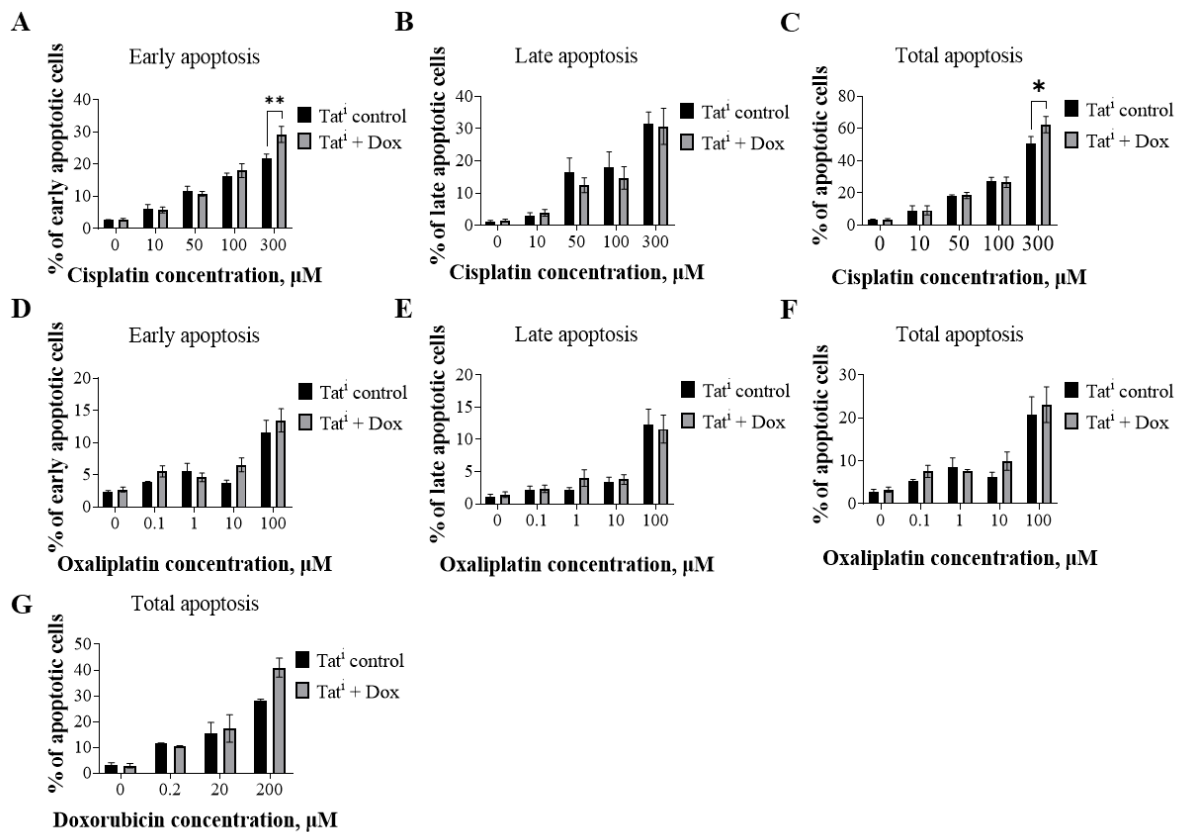 A
Early apoptosis
% of early apoptotic cells
40
30
20
10
0
**
Tatⁱ control
Tatⁱ + Dox
0 10 50 100 300
Cisplatin concentration, μM
B
Late apoptosis
% of late apoptotic cells
40
30
20
10
0
Tatⁱ control
Tatⁱ + Dox
0 10 50 100 300
Cisplatin concentration, μM
C
Total apoptosis
% of apoptotic cells
80
60
40
20
0
*
Tatⁱ control
Tatⁱ + Dox
0 10 50 100 300
Cisplatin concentration, μM
D
Early apoptosis
% of early apoptotic cells
20
15
10
5
0
Tatⁱ control
Tatⁱ + Dox
0 0.1 1 10 100
Oxaliplatin concentration, μM
E
Late apoptosis
% of late apoptotic cells
20
15
10
5
0
Tatⁱ control
Tatⁱ + Dox
0 0.1 1 10 100
Oxaliplatin concentration, μM
F
Total apoptosis
% of apoptotic cells
30
20
10
0
Tatⁱ control
Tatⁱ + Dox
0 0.1 1 10 100
Oxaliplatin concentration, μM
G
Total apoptosis
% of apoptotic cells
50
40
30
20
10
0
Tatⁱ control
Tatⁱ + Dox
0 0.2 20 200
Doxorubicin concentration, μM